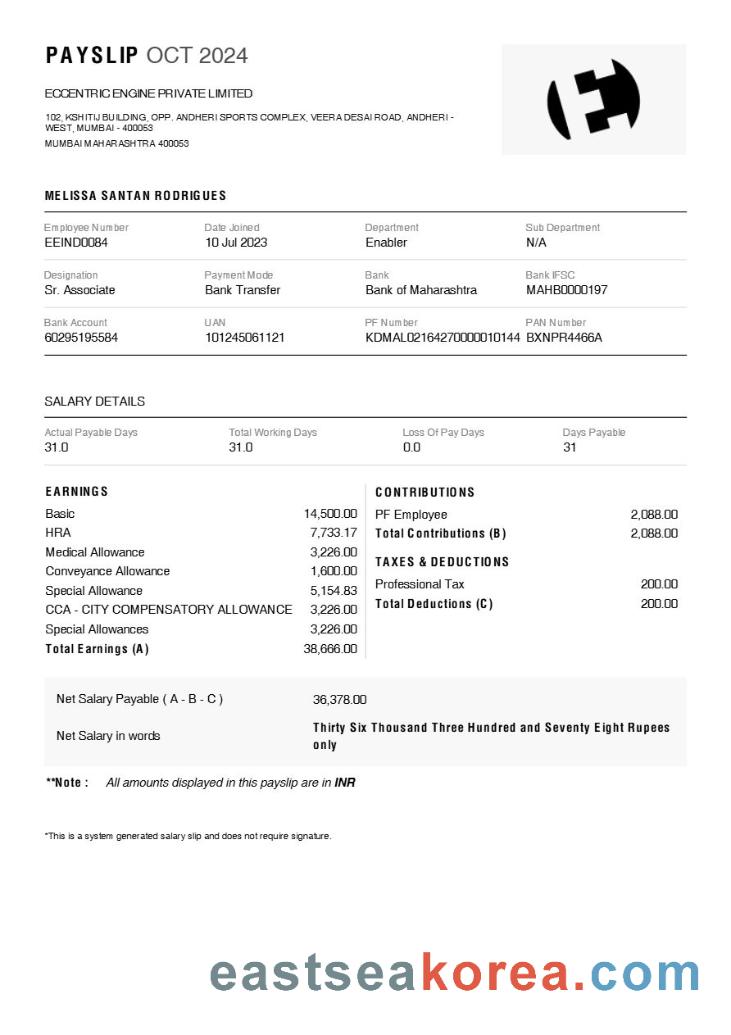 PAYSLIP OCT 2024
ECCENTRIC ENGINE PRIVATE LIMITED
102, KSHITIJ BUILDING, OPP. ANDHERI SPORTS COMPLEX, VEERA DESAI ROAD, ANDHERI -
WEST, MUMBAI - 400053
MUMBAI MAHARASHTRA 400053
MELISSA SANTAN RODRIGUES
Employee Number Date Joined Department Sub Department
EEIND0084 10 Jul 2023 Enabler N/A
Designation Payment Mode Bank Bank IFSC
Sr. Associate Bank Transfer Bank of Maharashtra MAHB0000197
Bank Account UAN PF Number PAN Number
60295195584 101245061121 KDMAL02164270000010144 BXNPR4466A
SALARY DETAILS
Actual Payable Days Total Working Days Loss Of Pay Days Days Payable
31.0 31.0 0.0 31
EARNINGS
Basic 14,500.00
HRA 7,733.17
Medical Allowance 3,226.00
Conveyance Allowance 1,600.00
Special Allowance 5,154.83
CCA - CITY COMPENSATORY ALLOWANCE 3,226.00
Special Allowances 3,226.00
Total Earnings (A) 38,666.00
CONTRIBUTIONS
PF Employee 2,088.00
Total Contributions (B) 2,088.00
TAXES & DEDUCTIONS
Professional Tax 200.00
Total Deductions (C) 200.00
Net Salary Payable ( A - B - C ) 36,378.00
Net Salary in words Thirty Six Thousand Three Hundred and Seventy Eight Rupees
only
**Note : All amounts displayed in this payslip are in INR
*This is a system generated salary slip and does not require signature.
eastseakorea.com